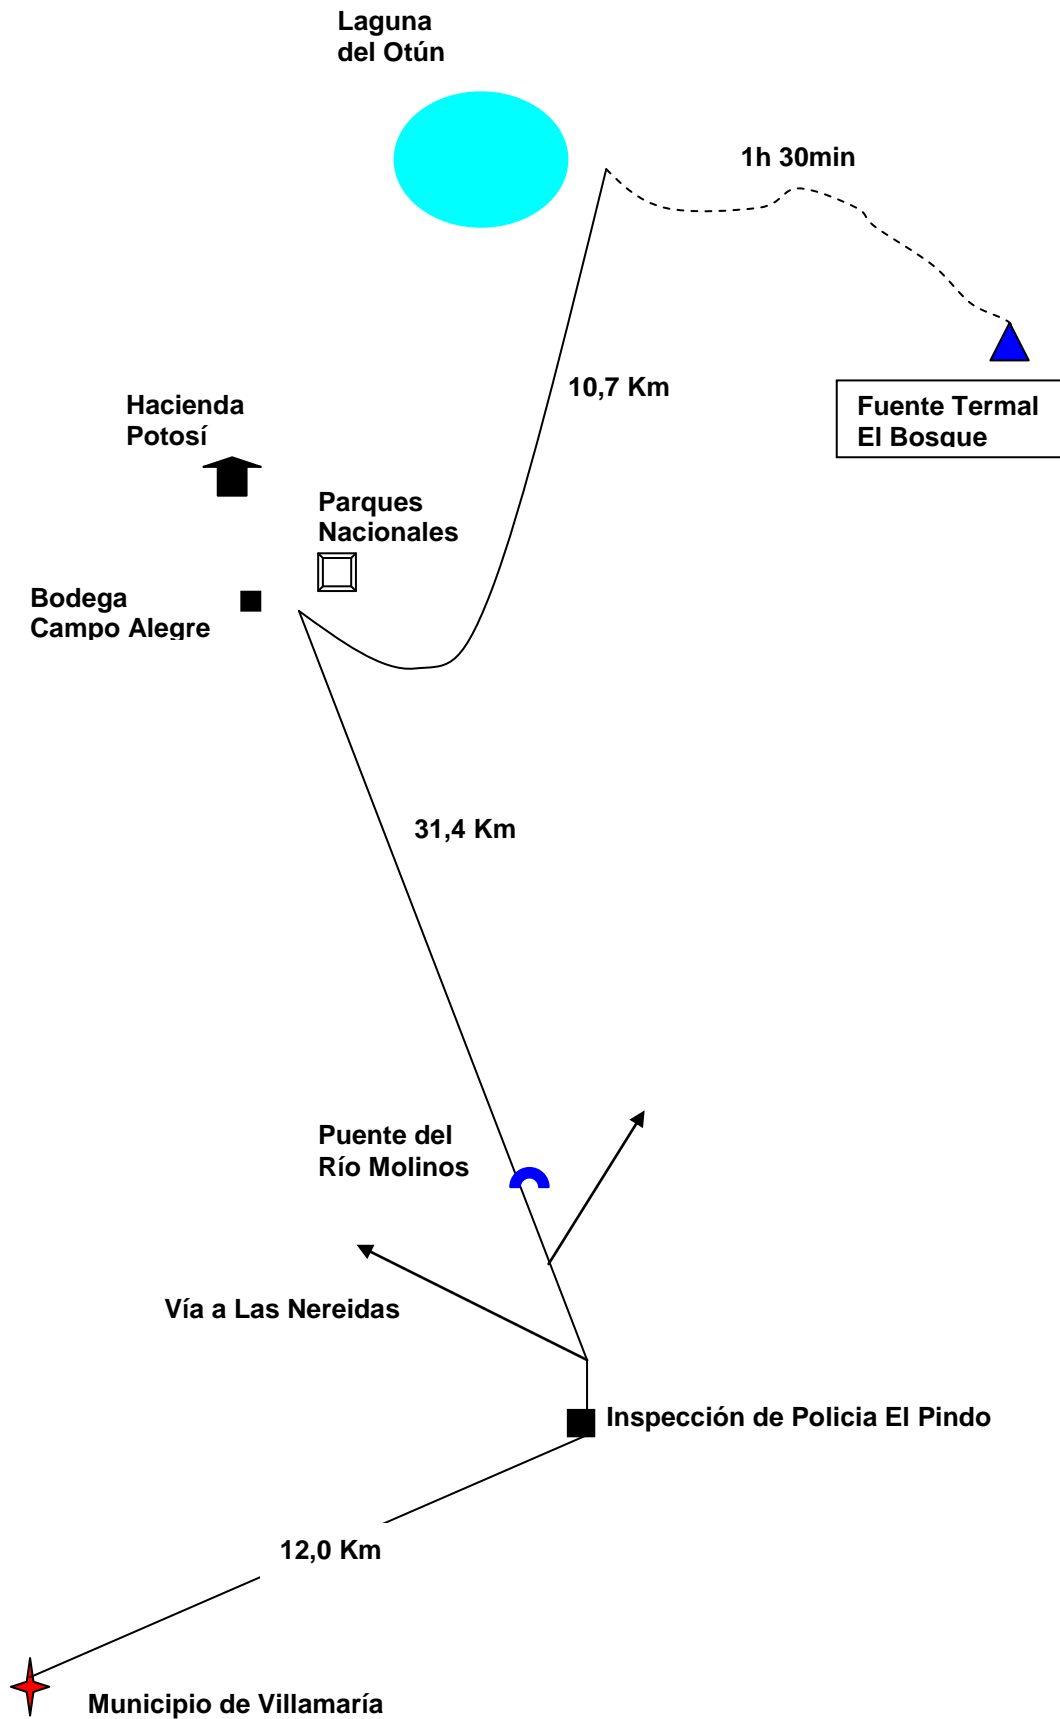 Laguna
del Otún
1h 30min
10,7 Km
Fuente Termal
El Bosque
Hacienda
Potosí
Parques
Nacionales
Bodega
Campo Alegre
31,4 Km
Puente del
Río Molinos
Vía a Las Nereidas
Inspección de Policia El Pindo
12,0 Km
Municipio de Villamaría